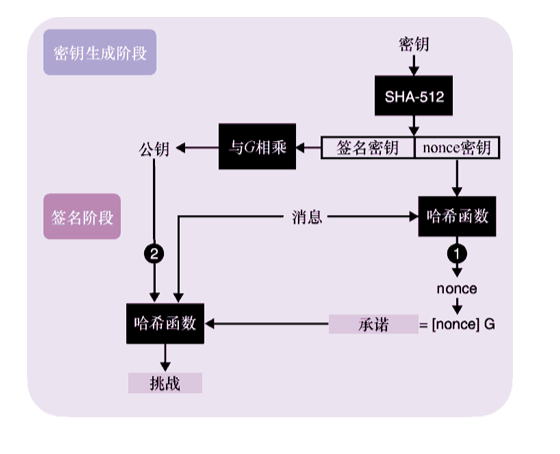 密钥生成阶段
密钥
SHA-512
公钥
与G相乘
签名密钥
nonce密钥
签名阶段
消息
哈希函数
2
1
nonce
哈希函数
承诺 = [nonce] G
挑战